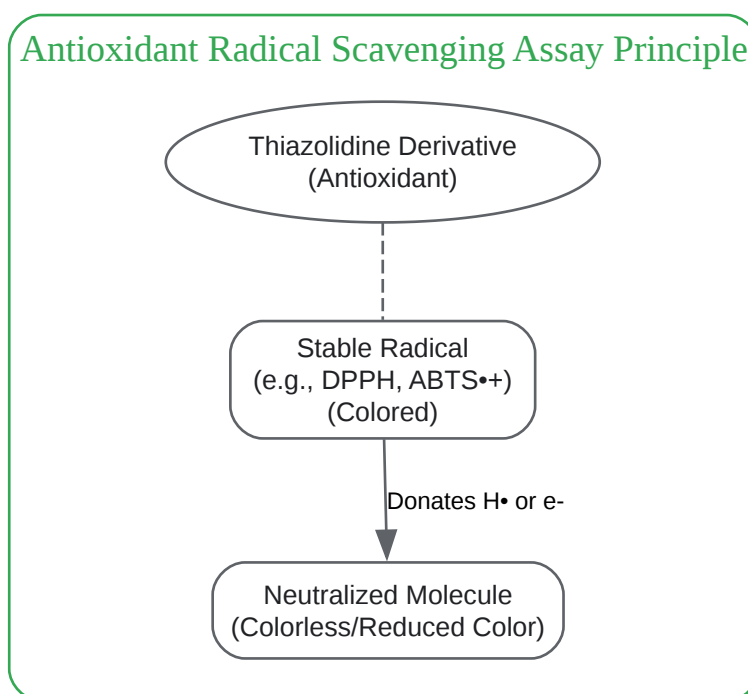 Antioxidant Radical Scavenging Assay Principle
Thiazolidine Derivative
(Antioxidant)
Stable Radical
(e.g., DPPH, ABTS•+)
(Colored)
Donates H• or e-
Neutralized Molecule
(Colorless/Reduced Color)